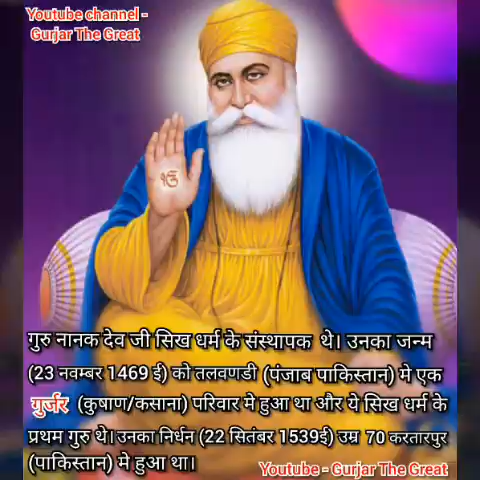 Youtube channel -
Gurjar The Great
ੴ
गुरु नानक देव जी सिख धर्म के संस्थापक थे। उनका जन्म
(23 नवम्बर 1469 ई) को तलवणडी (पंजाब पाकिस्तान) मे एक
गुर्जर (कुषाण/कसाना) परिवार मे हुआ था और ये सिख धर्म के
प्रथम गुरु थे। उनका निर्धन (22 सितंबर 1539ई) उम्र 70 करतारपुर
(पाकिस्तान) मे हुआ था।
Youtube - Gurjar The Great